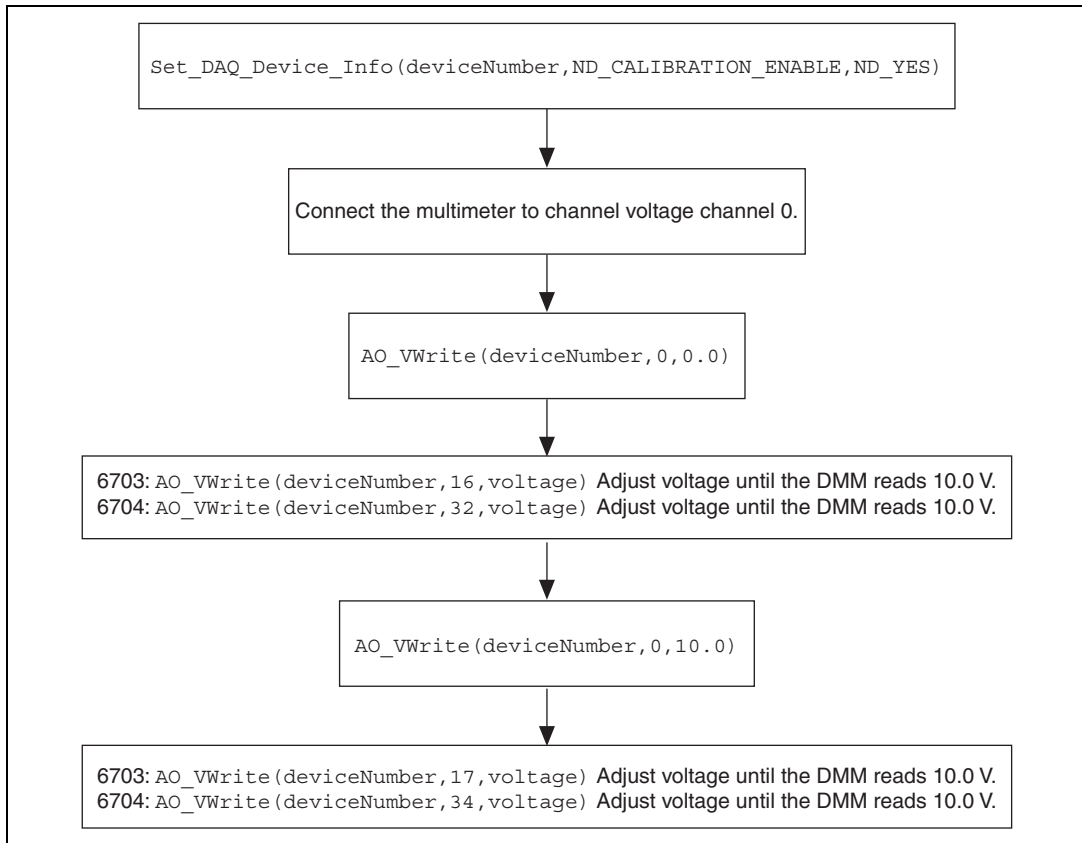 Set_DAQ_Device_Info(deviceNumber,ND_CALIBRATION_ENABLE,ND_YES)
Connect the multimeter to channel voltage channel 0.
AO_VWrite(deviceNumber,0,0.0)
6703: AO_VWrite(deviceNumber,16,voltage) Adjust voltage until the DMM reads 10.0 V.
6704: AO_VWrite(deviceNumber,32,voltage) Adjust voltage until the DMM reads 10.0 V.
AO_VWrite(deviceNumber,0,10.0)
6703: AO_VWrite(deviceNumber,17,voltage) Adjust voltage until the DMM reads 10.0 V.
6704: AO_VWrite(deviceNumber,34,voltage) Adjust voltage until the DMM reads 10.0 V.